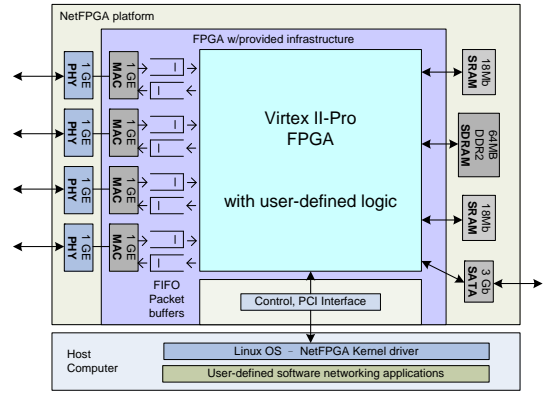 NetFPGA platform
FPGA w/provided infrastructure
1 GE
PHY
1 GE
MAC
1 GE
PHY
1 GE
MAC
1 GE
PHY
1 GE
MAC
1 GE
PHY
1 GE
MAC
FIFO
Packet
buffers
Virtex II-Pro
FPGA
with user-defined logic
18Mb
SRAM
64MB
DDR2
SDRAM
18Mb
SRAM
3 Gb
SATA
Control, PCI Interface
Host
Computer
Linux OS - NetFPGA Kernel driver
User-defined software networking applications